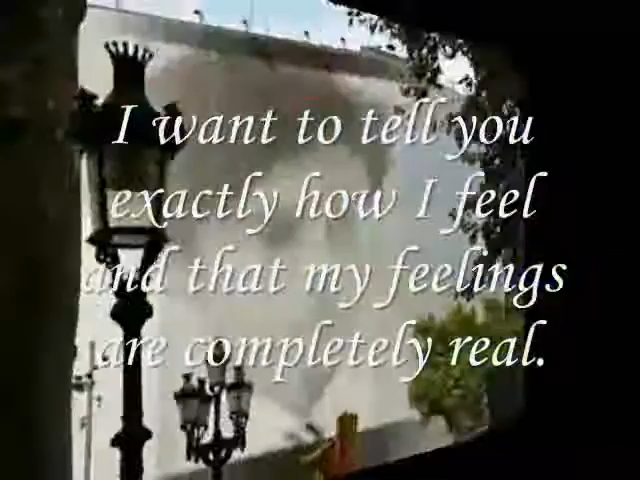 I want to tell you
exactly how I feel
and that my feelings
are completely real.